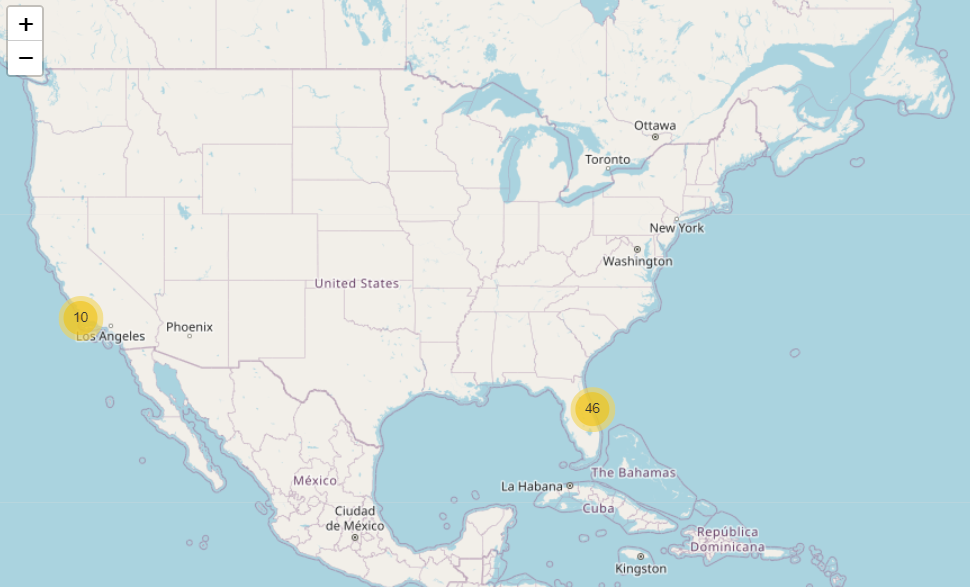 +
−
Ottawa
Toronto
New York
Washington
United States
10
Los Angeles
Phoenix
46
The Bahamas
México
La Habana
Cuba
Ciudad
de México
República
Dominicana
Kingston